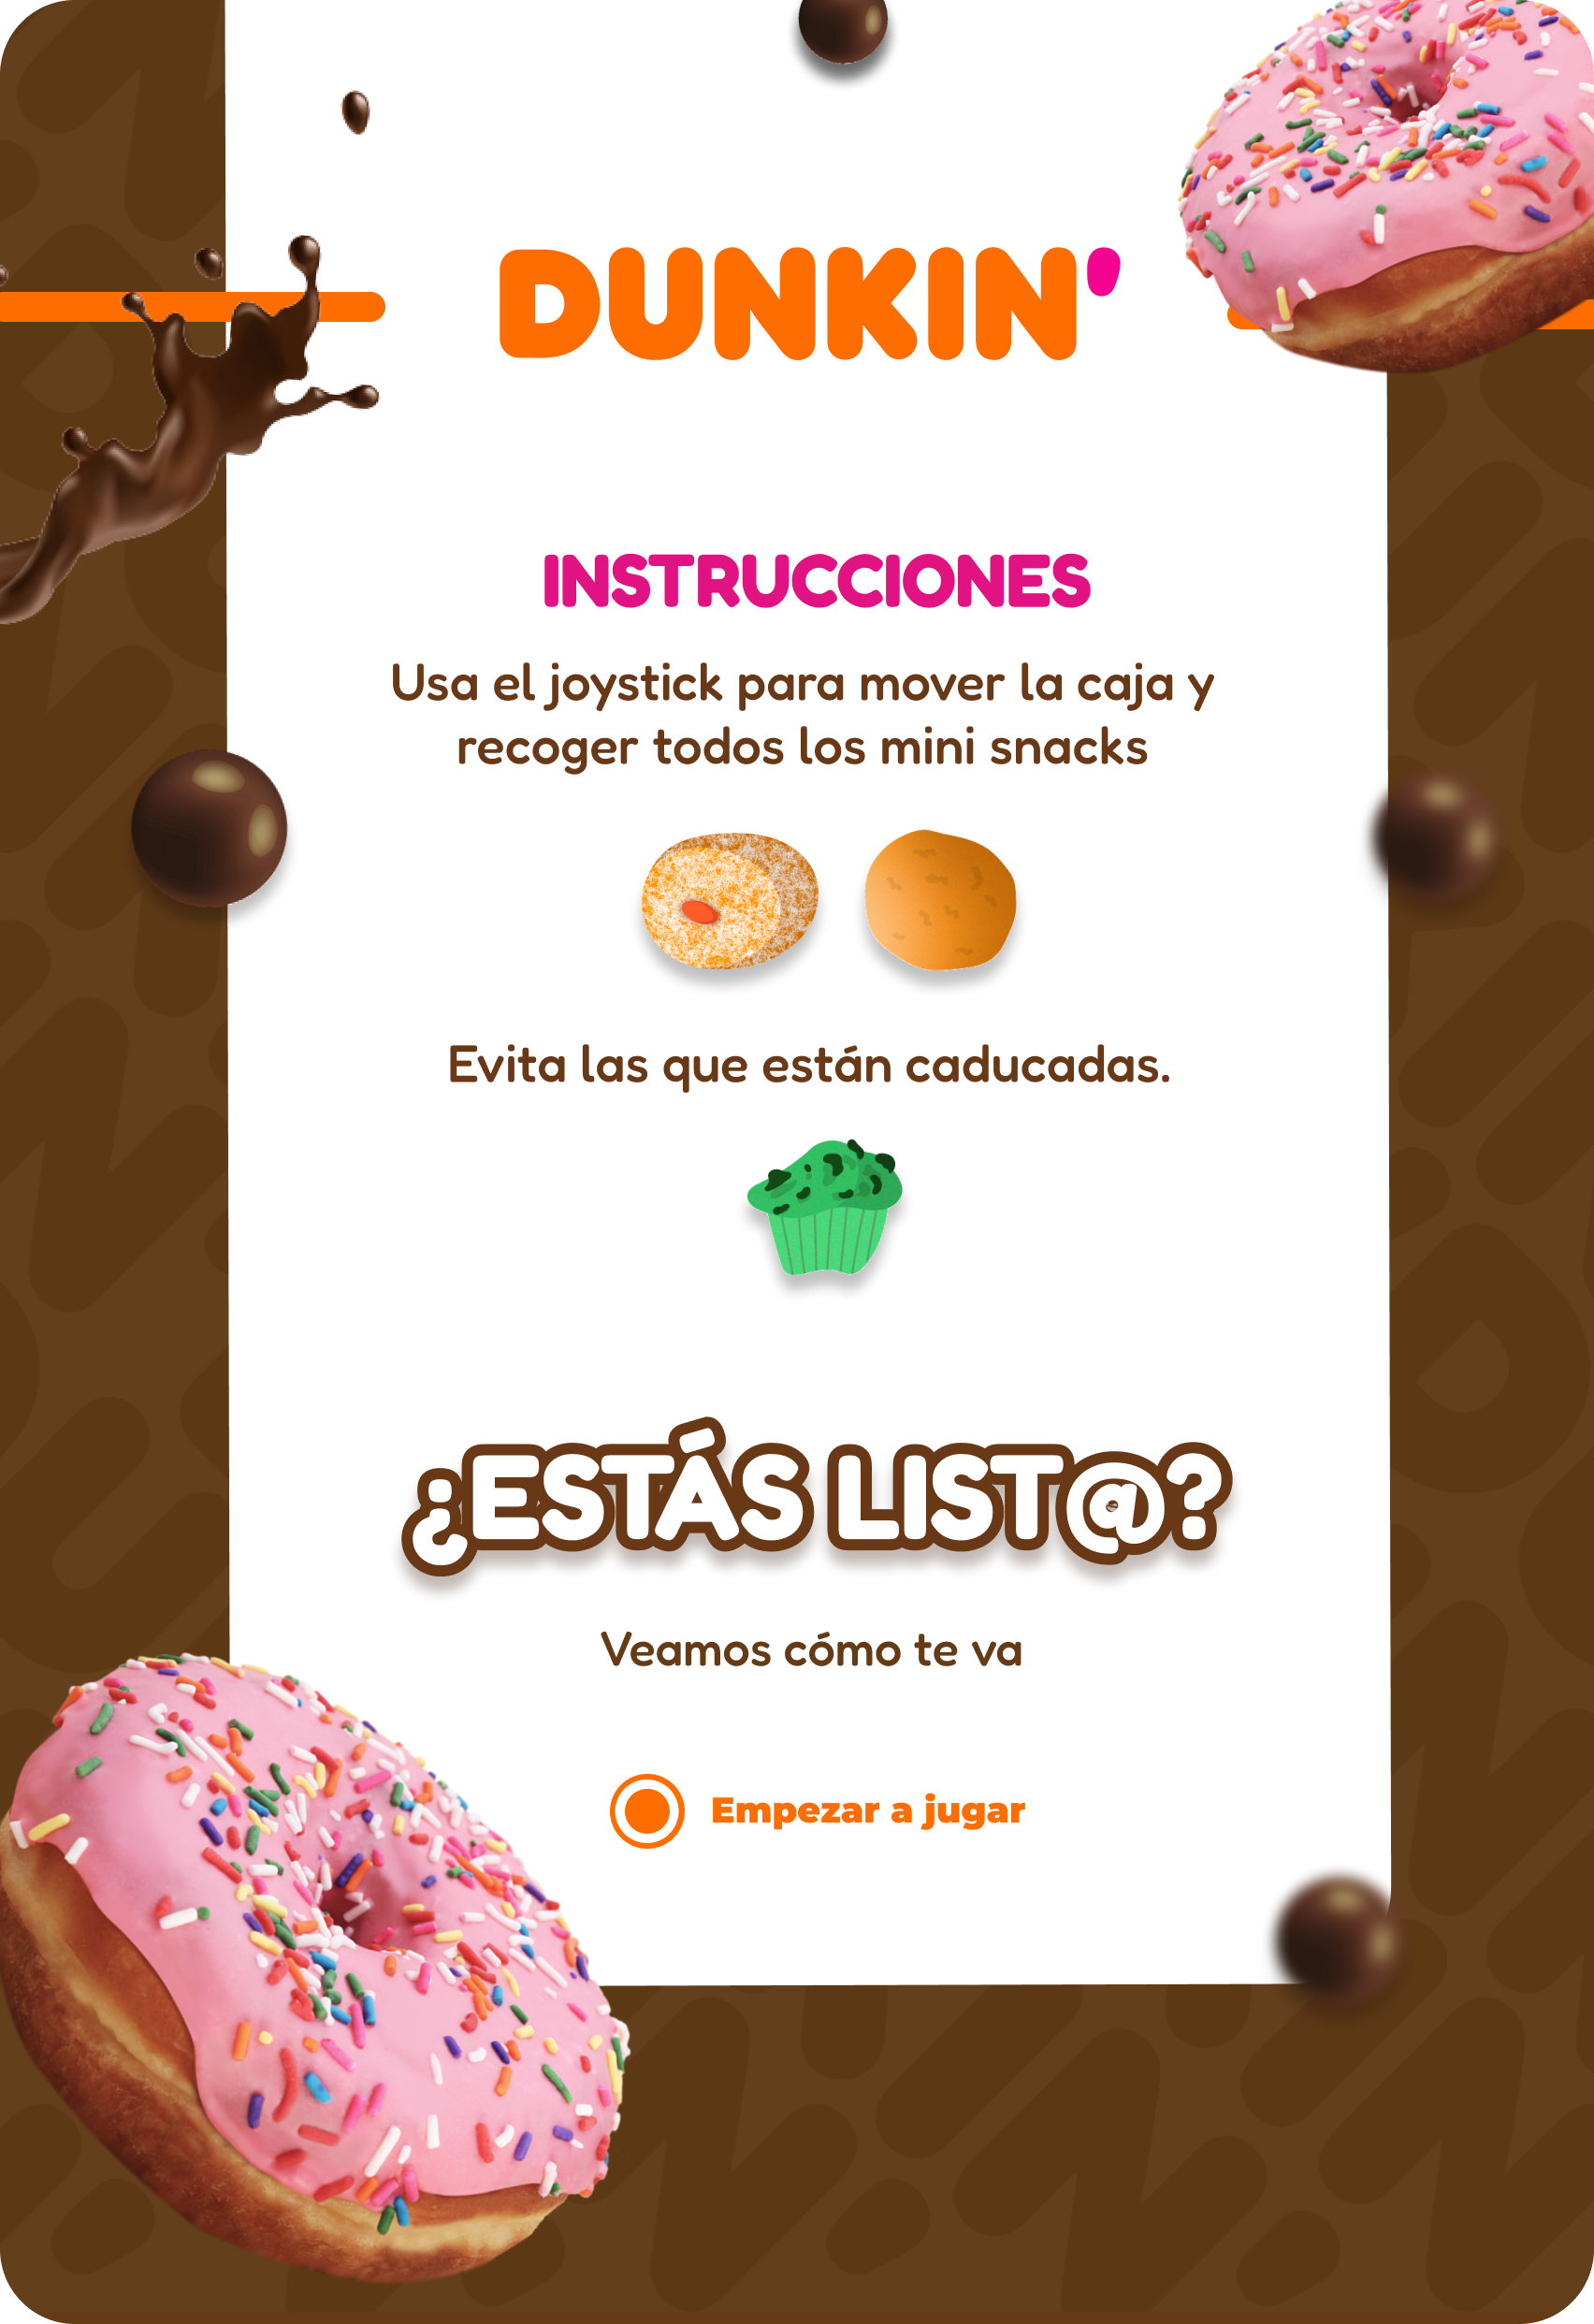 DUNKIN'
INSTRUCCIONES
Usa el joystick para mover la caja y
recoger todos los mini snacks
Evita las que están caducadas.
¿ESTÁS LIST@?
Veamos cómo te va
Empezar a jugar